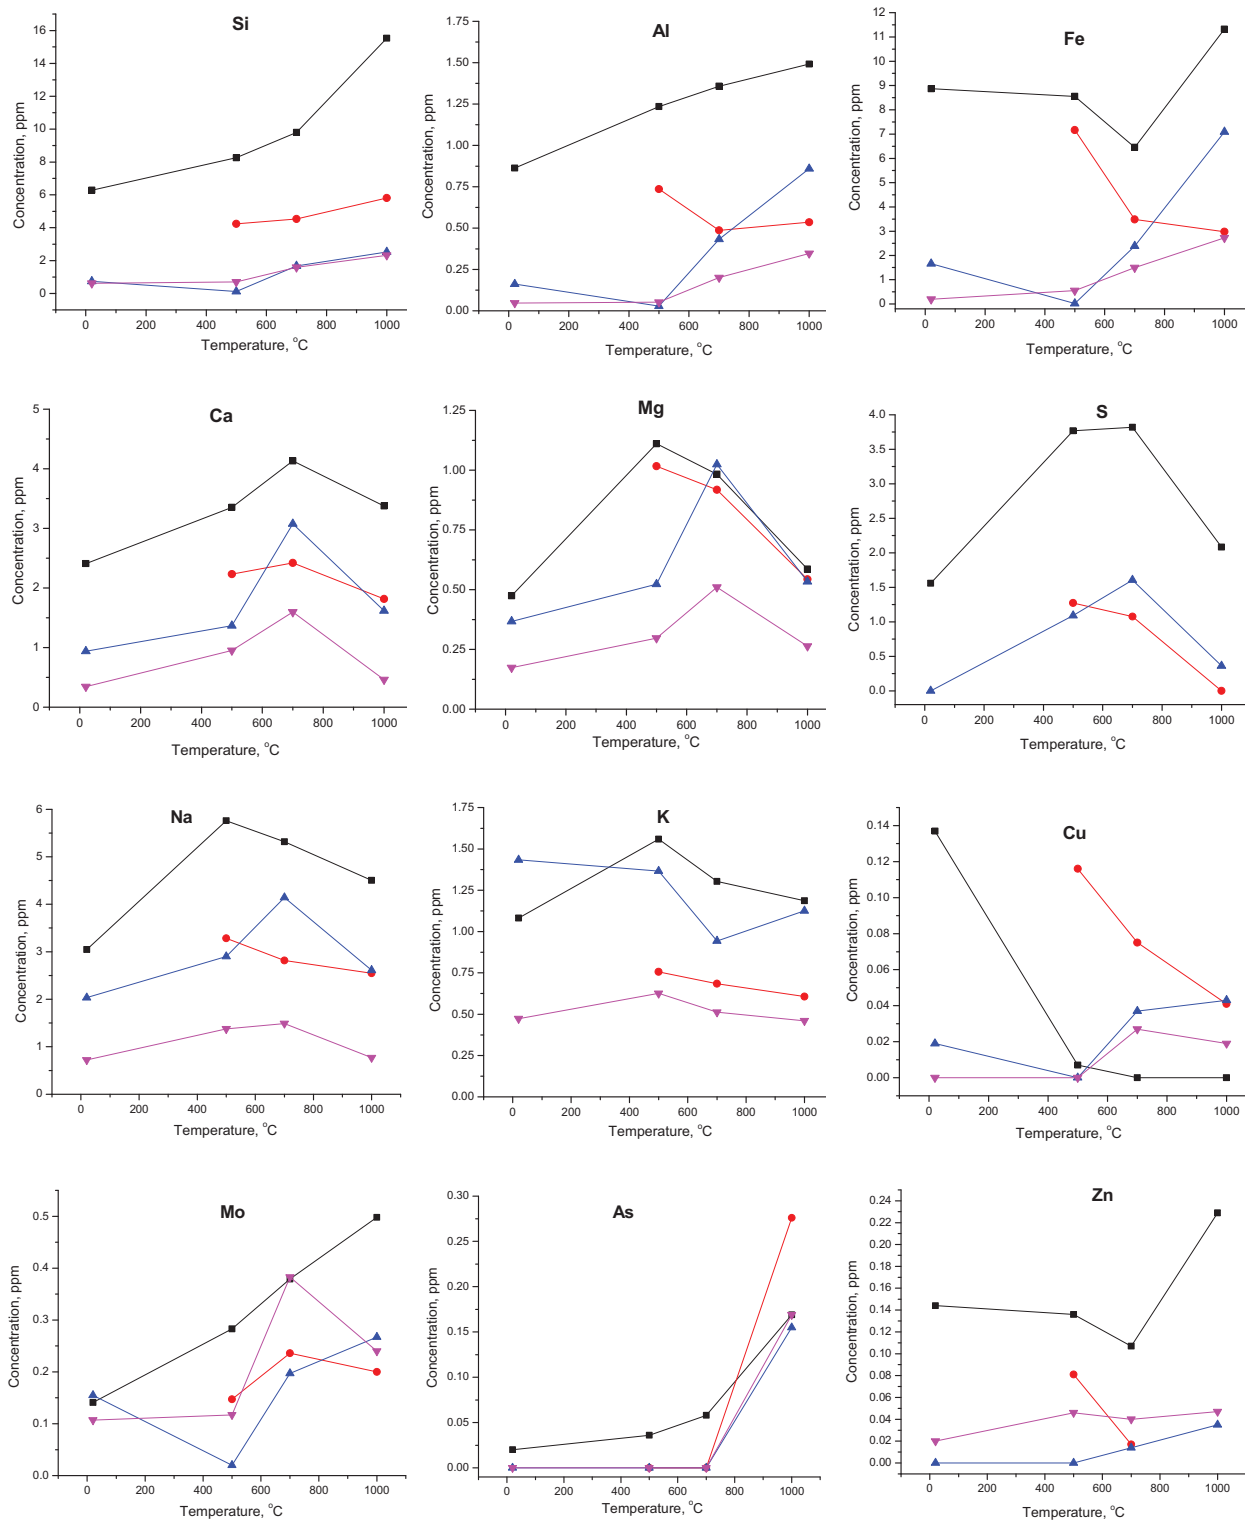 Si
Concentration, ppm
16
14
12
10
8
6
4
2
0
0 200 400 600 800 1000
Temperature, °C
Al
Concentration, ppm
1.75
1.50
1.25
1.00
0.75
0.50
0.25
0.00
0 200 400 600 800 1000
Temperature, °C
Fe
Concentration, ppm
12
11
10
9
8
7
6
5
4
3
2
1
0
0 200 400 600 800 1000
Temperature, °C
Ca
Concentration, ppm
5
4
3
2
1
0
0 200 400 600 800 1000
Temperature, °C
Mg
Concentration, ppm
1.25
1.00
0.75
0.50
0.25
0.00
0 200 400 600 800 1000
Temperature, °C
S
Concentration, ppm
4.0
3.5
3.0
2.5
2.0
1.5
1.0
0.5
0.0
0 200 400 600 800 1000
Temperature, °C
Na
Concentration, ppm
6
5
4
3
2
1
0
0 200 400 600 800 1000
Temperature, °C
K
Concentration, ppm
1.75
1.50
1.25
1.00
0.75
0.50
0.25
0.00
0 200 400 600 800 1000
Temperature, °C
Cu
Concentration, ppm
0.14
0.12
0.10
0.08
0.06
0.04
0.02
0.00
0 200 400 600 800 1000
Temperature, °C
Mo
Concentration, ppm
0.5
0.4
0.3
0.2
0.1
0.0
0 200 400 600 800 1000
Temperature, °C
As
Concentration, ppm
0.30
0.25
0.20
0.15
0.10
0.05
0.00
0 200 400 600 800 1000
Temperature, °C
Zn
Concentration, ppm
0.24
0.22
0.20
0.18
0.16
0.14
0.12
0.10
0.08
0.06
0.04
0.02
0.00
0 200 400 600 800 1000
Temperature, °C